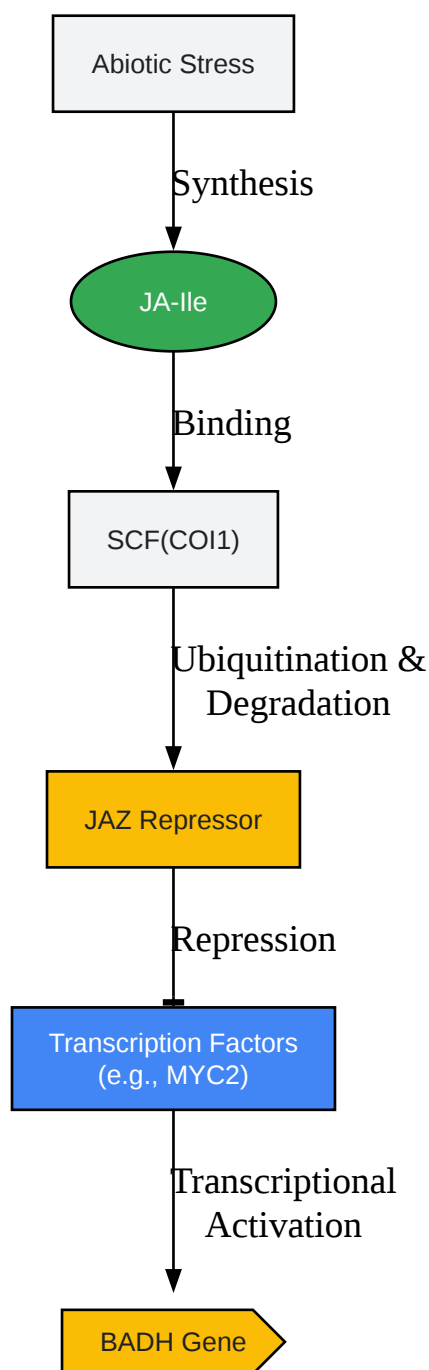 Abiotic Stress
Synthesis
JA-Ile
Binding
SCF(COI1)
Ubiquitination &
Degradation
JAZ Repressor
Repression
Transcription Factors
(e.g., MYC2)
Transcriptional
Activation
BADH Gene